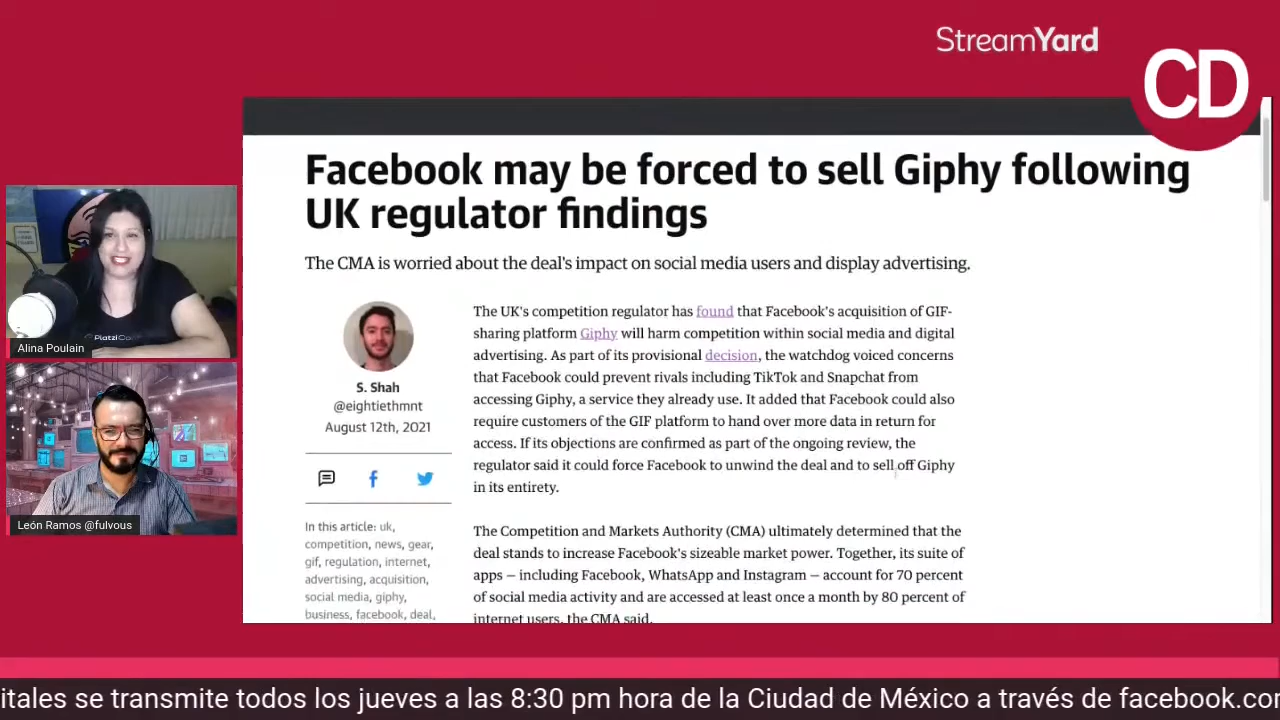 StreamYard
CD
Facebook may be forced to sell Giphy following
UK regulator findings
The CMA is worried about the deal's impact on social media users and display advertising.
S. Shah
@eightiethmnt
August 12th, 2021
In this article: uk,
competition, news, gear,
gif, regulation, internet,
advertising, acquisition,
social media, giphy,
business, facebook, deal,
The UK's competition regulator has found that Facebook's acquisition of GIF-
sharing platform Giphy will harm competition within social media and digital
advertising. As part of its provisional decision, the watchdog voiced concerns
that Facebook could prevent rivals including TikTok and Snapchat from
accessing Giphy, a service they already use. It added that Facebook could also
require customers of the GIF platform to hand over more data in return for
access. If its objections are confirmed as part of the ongoing review, the
regulator said it could force Facebook to unwind the deal and to sell off Giphy
in its entirety.
The Competition and Markets Authority (CMA) ultimately determined that the
deal stands to increase Facebook's sizeable market power. Together, its suite of
apps — including Facebook, WhatsApp and Instagram — account for 70 percent
of social media activity and are accessed at least once a month by 80 percent of
internet users, the CMA said.
Alina Poulain
León Ramos @fulvous
itales se transmite todos los jueves a las 8:30 pm hora de la Ciudad de México a través de facebook.co